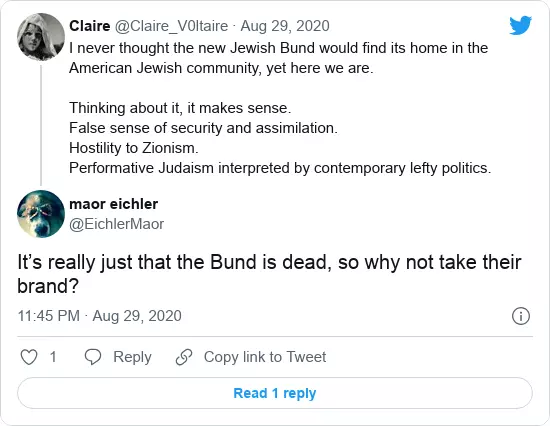 Claire @Claire_V0ltaire · Aug 29, 2020
I never thought the new Jewish Bund would find its home in the
American Jewish community, yet here we are.
Thinking about it, it makes sense.
False sense of security and assimilation.
Hostility to Zionism.
Performative Judaism interpreted by contemporary lefty politics.
maor eichler
@EichlerMaor
It’s really just that the Bund is dead, so why not take their
brand?
11:45 PM · Aug 29, 2020
1 Reply Copy link to Tweet
Read 1 reply